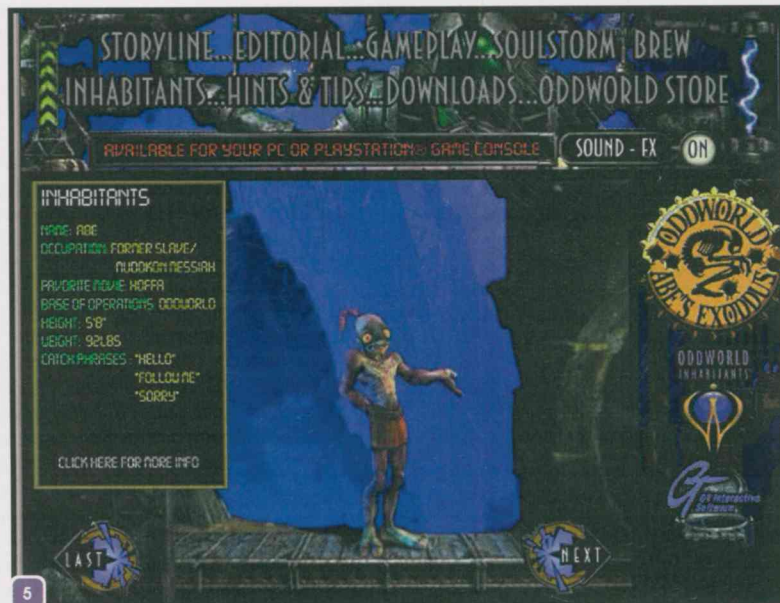 STORYLINE...EDITORIAL...GAMEPLAY...SOULSTORM BREW
INHABITANTS...HINTS & TIPS...DOWNLOADS...ODDWORLD STORE
AVAILABLE FOR YOUR PC OR PLAYSTATION® GAME CONSOLE
SOUND - FX ON
INHABITANTS
NAME: ABE
OCCUPATION: FORMER SLAVE/
MUDOKON MESSIAH
FAVORITE MOVIE: HOFFA
BASE OF OPERATIONS: ODDWORLD
HEIGHT: 5'8"
WEIGHT: 92LBS
CATCH PHRASES: "HELLO"
"FOLLOW ME"
"SORRY"
CLICK HERE FOR MORE INFO
ODDWORLD
ABE'S EXODDUS
ODDWORLD
INHABITANTS
GT Interactive
Software
LAST
NEXT
5